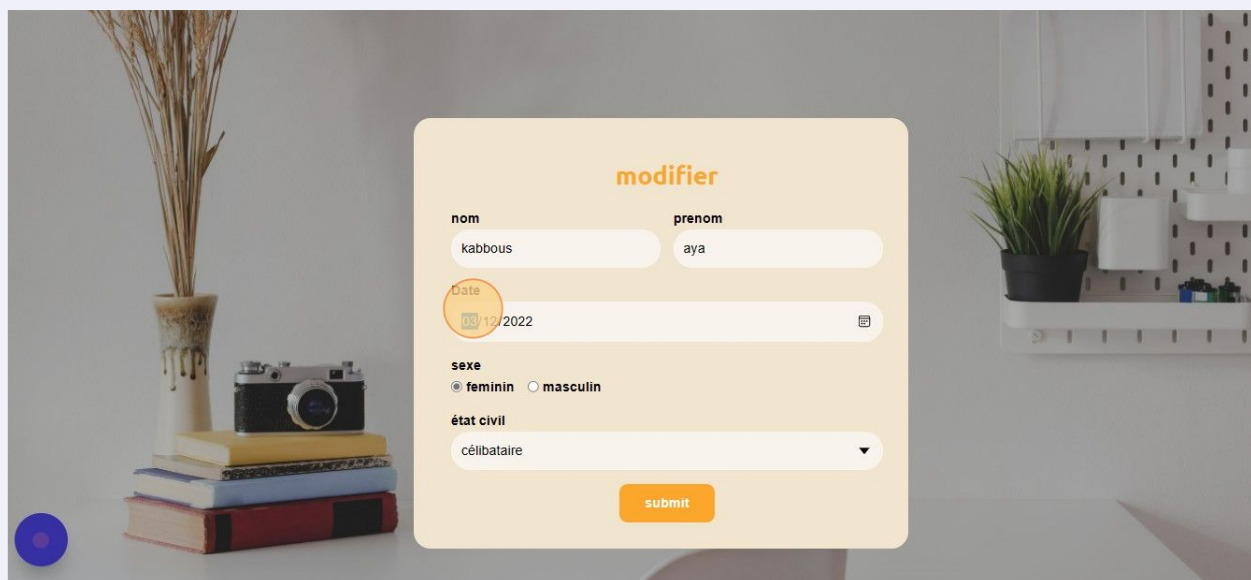 modifier
nom prenom
kabbous aya
Date
03/12/2022
sexe
feminin masculin
état civil
célibataire
submit